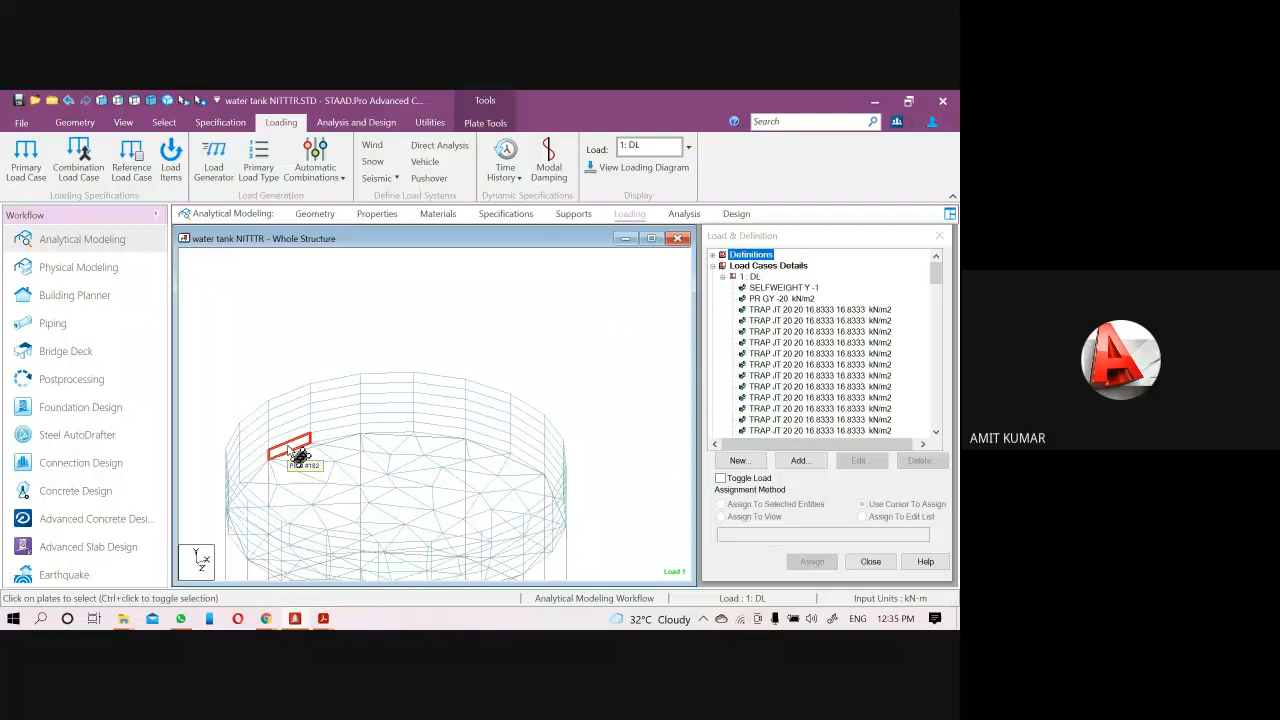 water tank NITTTR.STD - STAAD.Pro Advanced C...
Tools
File
Geometry
View
Select
Specification
Loading
Analysis and Design
Utilities
Plate Tools
Search
Primary Load Case
Combination Load Case
Reference Load Case
Load Items
Loading Specifications
Load Generator
Primary Load Type
Automatic Combinations
Load Generation
Wind
Snow
Seismic
Direct Analysis
Vehicle
Pushover
Define Load Systems
Time History
Modal Damping
Dynamic Specifications
Load: 1: DL
View Loading Diagram
Display
Workflow
Analytical Modeling
Physical Modeling
Building Planner
Piping
Bridge Deck
Postprocessing
Foundation Design
Steel AutoDrafter
Connection Design
Concrete Design
Advanced Concrete Desi...
Advanced Slab Design
Earthquake
Analytical Modeling:
Geometry
Properties
Materials
Specifications
Supports
Loading
Analysis
Design
water tank NITTTR - Whole Structure
Y
X
Z
Load 1
Load & Definition
Definitions
Load Cases Details
1 : DL
SELFWEIGHT Y -1
PR GY -20 kN/m2
TRAP JT 20 20 16.8333 16.8333 kN/m2
TRAP JT 20 20 16.8333 16.8333 kN/m2
TRAP JT 20 20 16.8333 16.8333 kN/m2
TRAP JT 20 20 16.8333 16.8333 kN/m2
TRAP JT 20 20 16.8333 16.8333 kN/m2
TRAP JT 20 20 16.8333 16.8333 kN/m2
TRAP JT 20 20 16.8333 16.8333 kN/m2
TRAP JT 20 20 16.8333 16.8333 kN/m2
TRAP JT 20 20 16.8333 16.8333 kN/m2
TRAP JT 20 20 16.8333 16.8333 kN/m2
TRAP JT 20 20 16.8333 16.8333 kN/m2
TRAP JT 20 20 16.8333 16.8333 kN/m2
New...
Add...
Edit...
Delete...
Toggle Load
Assignment Method
Assign To Selected Entities
Use Cursor To Assign
Assign To View
Assign To Edit List
Assign
Close
Help
Click on plates to select (Ctrl+click to toggle selection)
Analytical Modeling Workflow
Load : 1: DL
Input Units : kN-m
32°C Cloudy
ENG
12:35 PM
AMIT KUMAR